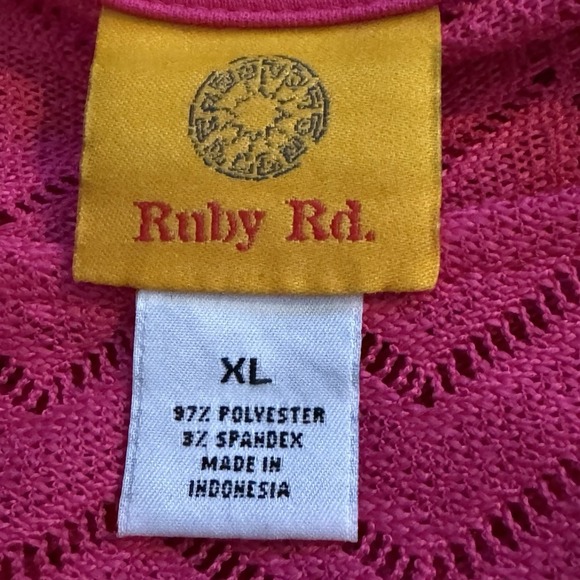 Ruby Rd.
XL
97% POLYESTER
3% SPANDEX
MADE IN
INDONESIA